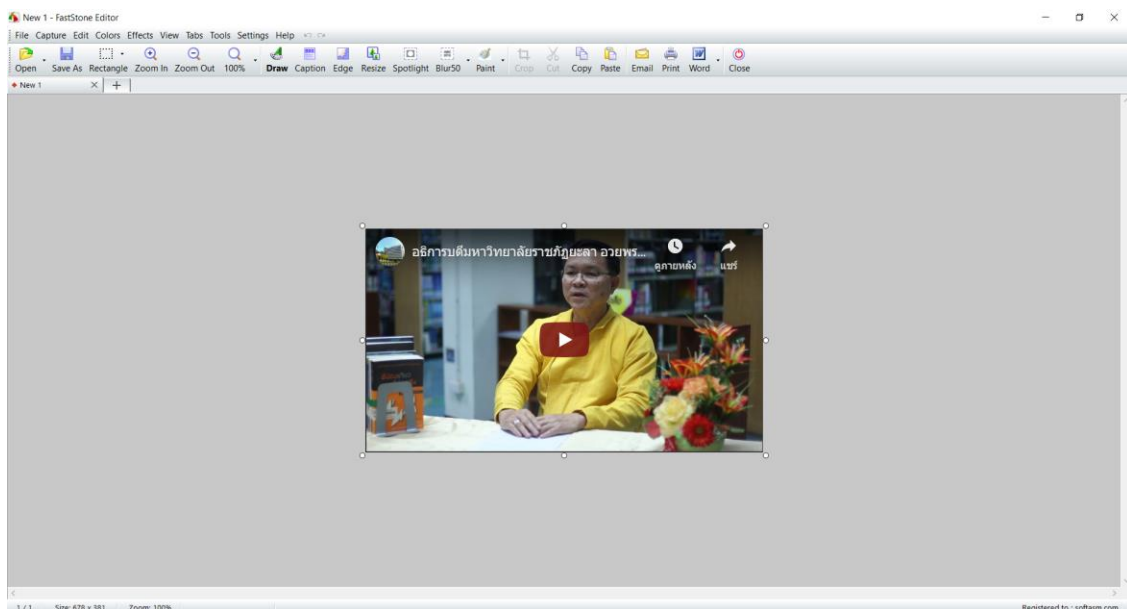 New 1 - FastStone Editor
File Capture Edit Colors Effects View Tabs Tools Settings Help
Open Save As Rectangle Zoom In Zoom Out 100% Draw Caption Edge Resize Spotlight Blur50 Paint Crop Cut Copy Paste Email Print Word Close
New 1
อธิการบดีมหาวิทยาลัยราชภัฏยะลา อวยพร...
ดูภายหลัง แชร์
1 / 1 Size: 678 x 381 Zoom: 100% Registered to : softasm.com